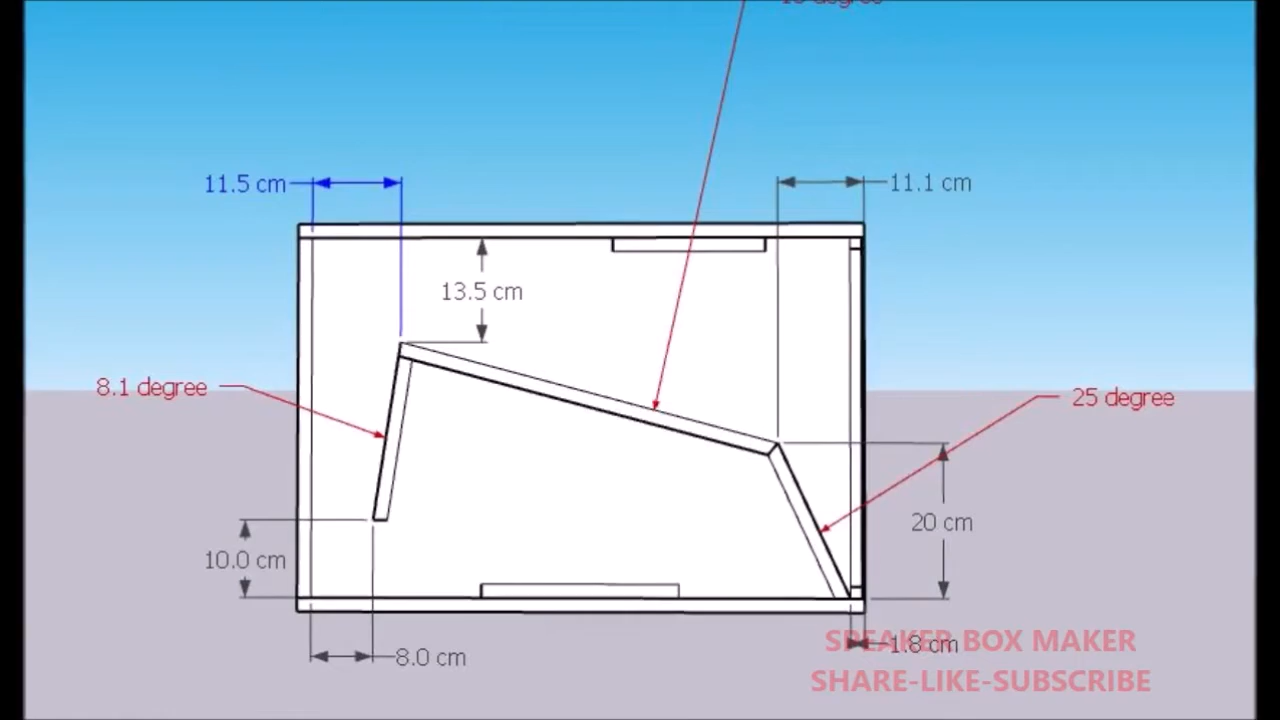 11.5 cm
11.1 cm
13.5 cm
8.1 degree
25 degree
20 cm
10.0 cm
SPEAKER BOX MAKER
1.8 cm
8.0 cm
SHARE-LIKE-SUBSCRIBE